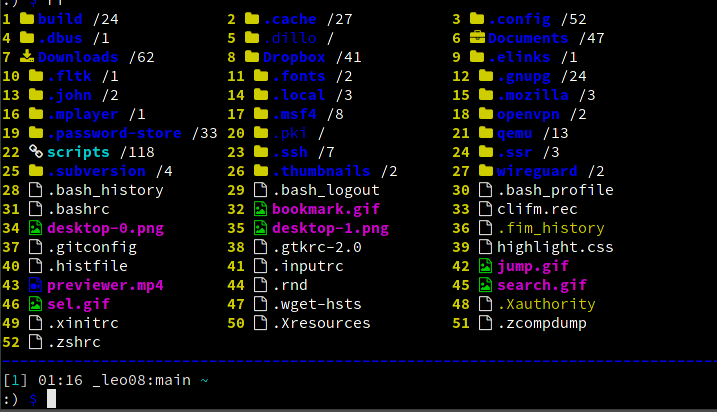 1 build /24 2 .cache /27 3 .config /52
4 .dbus /1 5 .dillo / 6 Documents /47
7 Downloads /62 8 Dropbox /41 9 .elinks /1
10 .fltk /1 11 .fonts /2 12 .gnupg /24
13 .john /2 14 .local /3 15 .mozilla /3
16 .mplayer /1 17 .msf4 /8 18 openvpn /2
19 .password-store /33 20 .pki / 21 qemu /13
22 scripts /118 23 .ssh /7 24 .ssr /3
25 .subversion /4 26 .thumbnails /2 27 wireguard /2
28 .bash_history 29 .bash_logout 30 .bash_profile
31 .bashrc 32 bookmark.gif 33 clifm.rec
34 desktop-0.png 35 desktop-1.png 36 .fim_history
37 .gitconfig 38 .gtkrc-2.0 39 highlight.css
40 .histfile 41 .inputrc 42 jump.gif
43 previewer.mp4 44 .rnd 45 search.gif
46 sel.gif 47 .wget-hsts 48 .Xauthority
49 .xinitrc 50 .Xresources 51 .zcompdump
52 .zshrc
[1] 01:16 _leo08:main ~
:) $